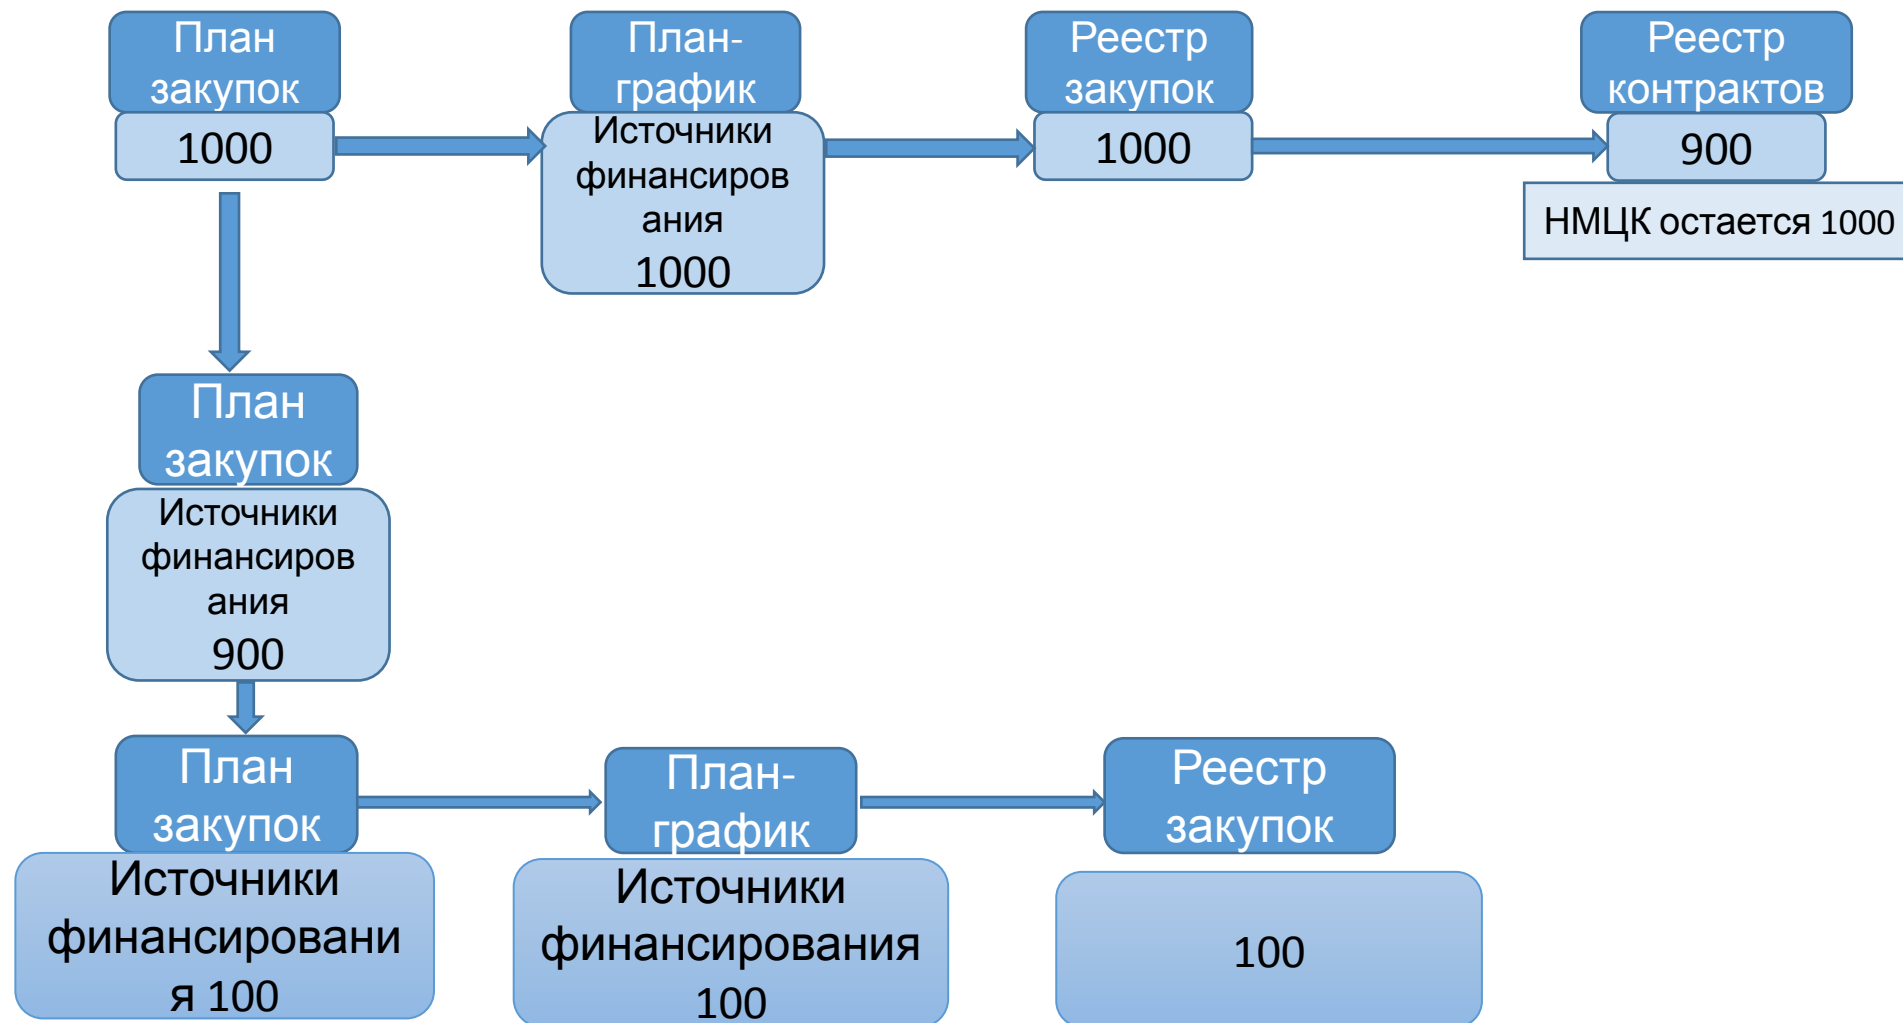 План
закупок
1000
План-
график
Источники
финансиров
ания
1000
Реестр
закупок
1000
Реестр
контрактов
900
НМЦК остается 1000
План
закупок
Источники
финансиров
ания
900
План
закупок
Источники
финансировани
я 100
План-
график
Источники
финансирования
100
Реестр
закупок
100